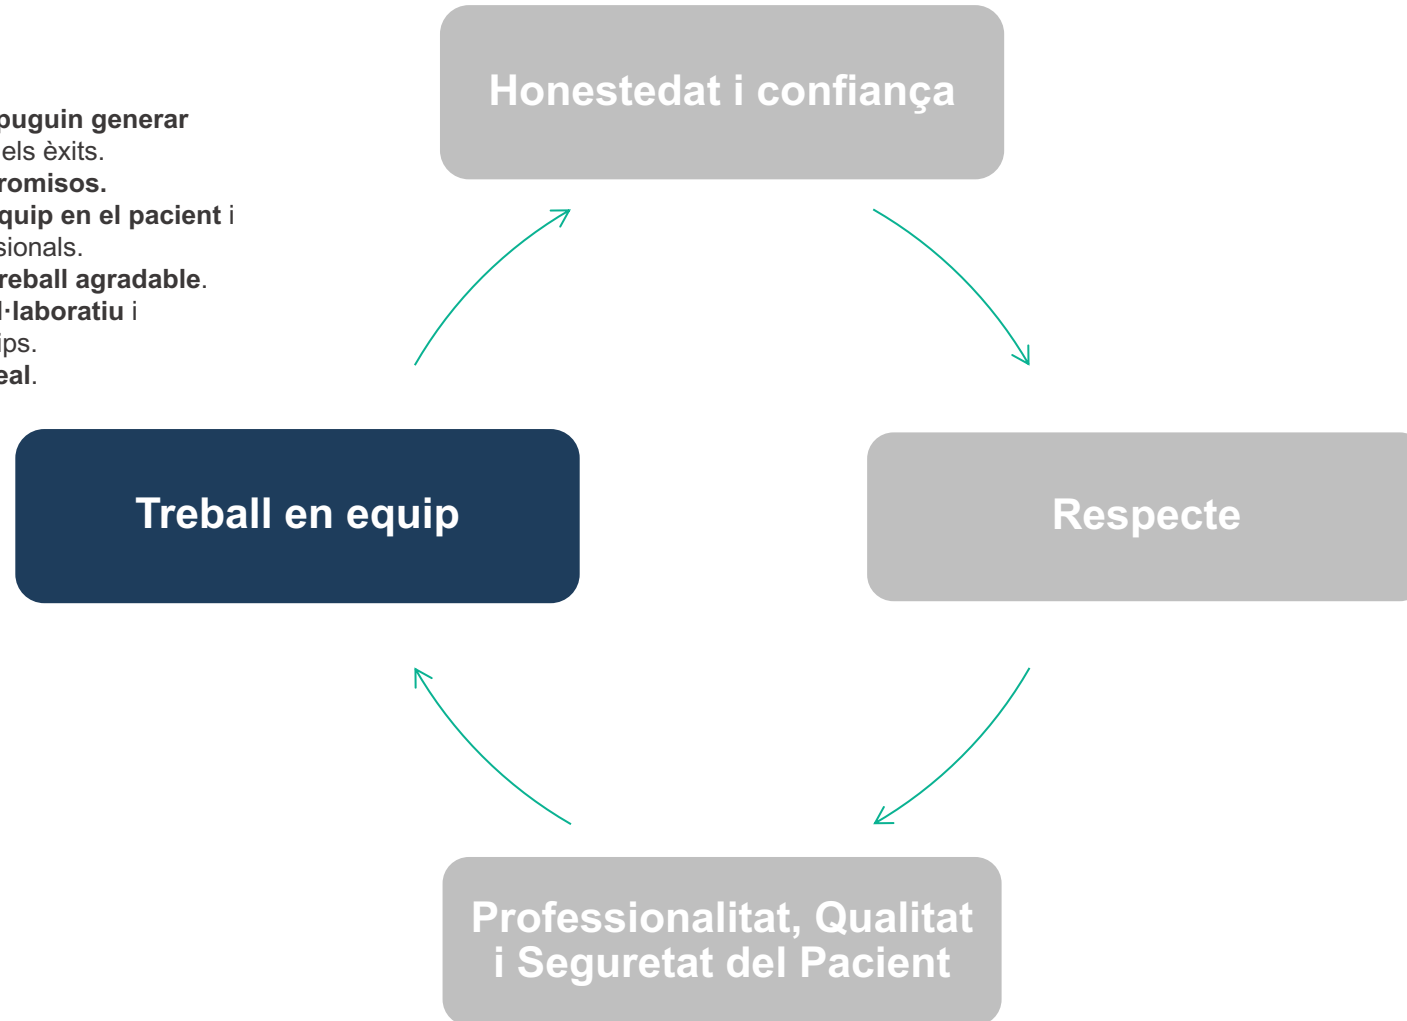 Honestedat i confiança
puguin generar
els èxits.
romisos.
quip en el pacient i
sionals.
reball agradable.
l·laboratiu i
ips.
eal.
Treball en equip
Respecte
Professionalitat, Qualitat
i Seguretat del Pacient